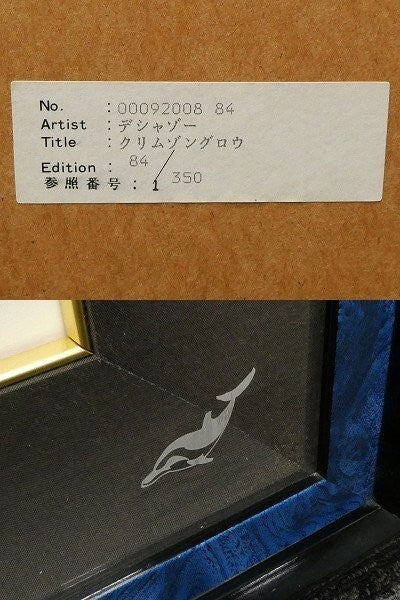 No. : 00092008 84
Artist : デシャゾー
Title : クリムゾングロウ
Edition : 84/350
参照番号 : 1